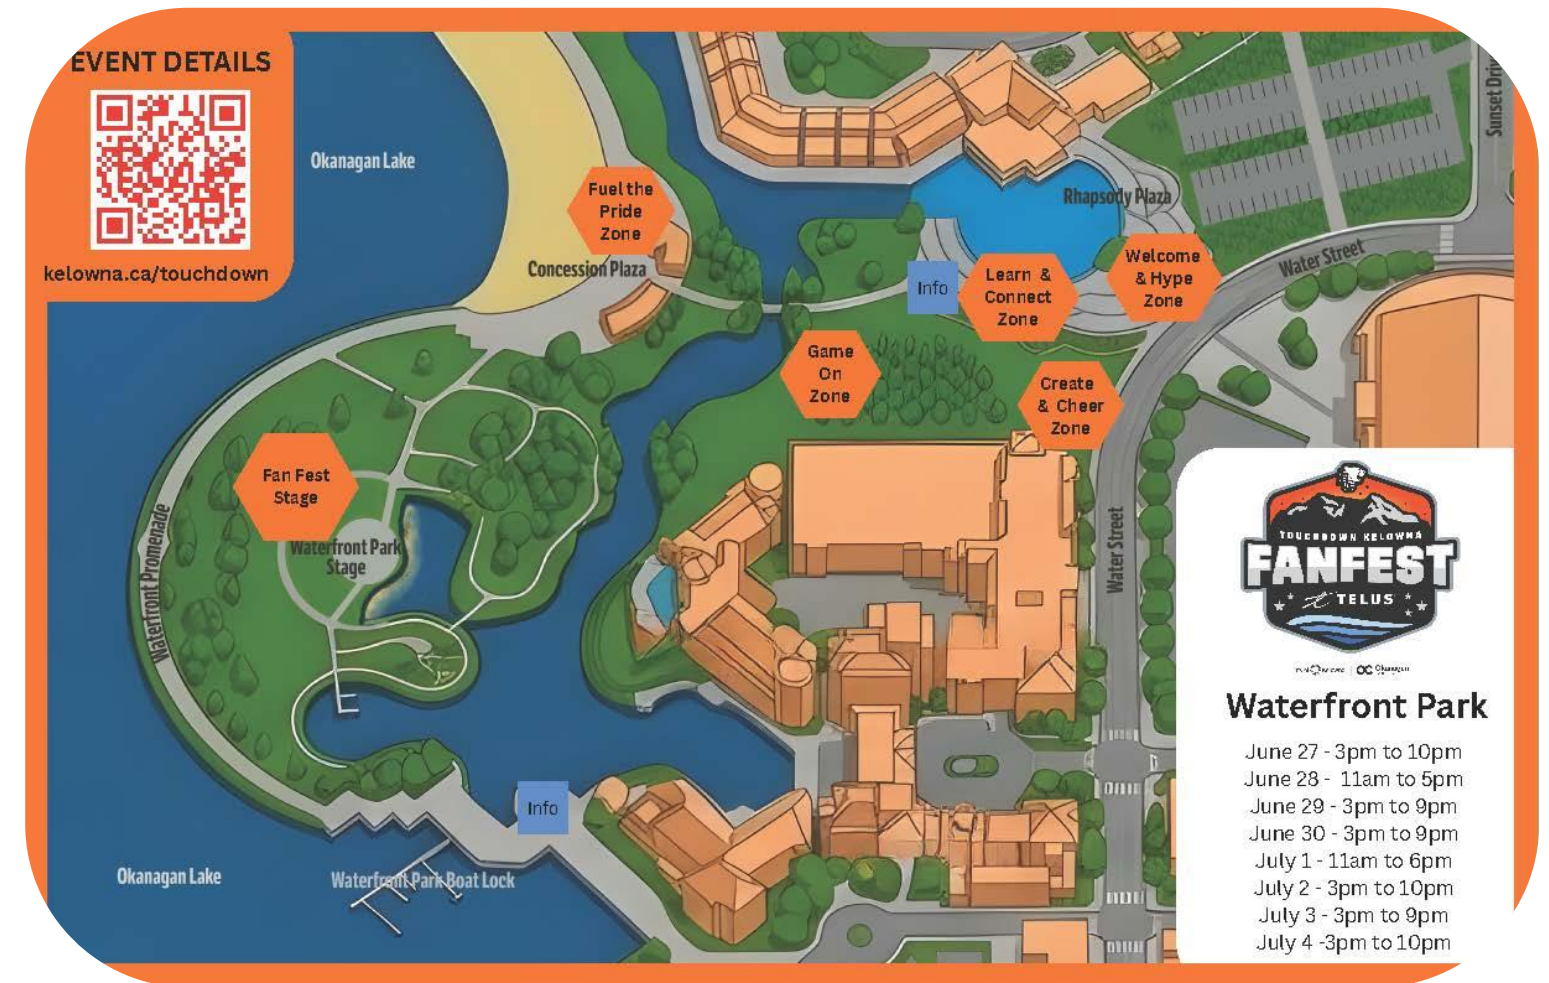 EVENT DETAILS
kelowna.ca/touchdown
Okanagan Lake
Fuel the
Pride
Zone
Concession Plaza
Rhapsody Plaza
Sunset Driv
Water Street
Info
Learn &
Connect
Zone
Welcome
& Hype
Zone
Game
On
Zone
Create
& Cheer
Zone
Fan Fest
Stage
Waterfront Park
Stage
Waterfront Promenade
Water Street
Info
Okanagan Lake
Waterfront Park Boat Lock
TOUCHDOWN KELOWNA
FANFEST
TELUS
OC Okanagan
Waterfront Park
June 27 - 3pm to 10pm
June 28 - 11am to 5pm
June 29 - 3pm to 9pm
June 30 - 3pm to 9pm
July 1 - 11am to 6pm
July 2 - 3pm to 10pm
July 3 - 3pm to 9pm
July 4 -3pm to 10pm